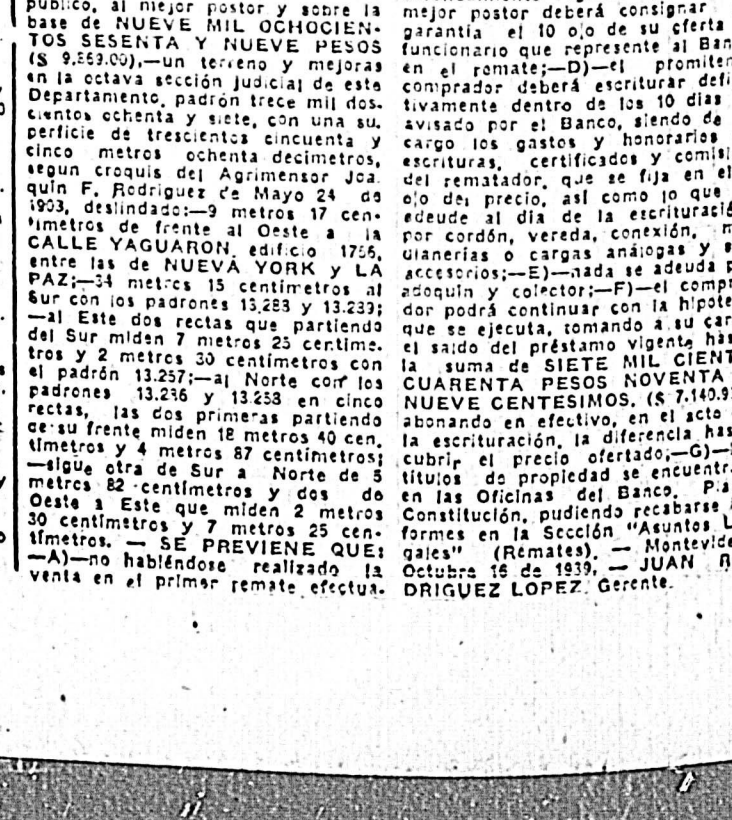 público, al mejor postor y sobre la
base de NUEVE MIL OCHOCIEN-
TOS SESENTA Y NUEVE PESOS
($ 9.869.00),—un terreno y mejoras
en la octava sección judicial de este
Departamento, padrón trece mil dos-
cientos ochenta y siete, con una su-
perficie de trescientos cincuenta y
cinco metros ochenta decímetros,
segun croquis del Agrimensor Joa
quin F. Rodriguez de Mayo 24 de
1903, deslindado:—9 metros 17 cen-
tímetros de frente al Oeste a la
CALLE YAGUARON, edificio 1756,
entre las de NUEVA YORK y LA
PAZ;—34 metros 15 centímetros al
Sur con los padrones 13.283 y 13.239;
—al Este dos rectas que partiendo
del Sur miden 7 metros 25 centime-
tros y 2 metros 30 centímetros con
el padrón 13.257;—al Norte con los
padrones 13.236 y 13.258 en cinco
rectas, las dos primeras partiendo
de su frente miden 18 metros 40 cen-
tímetros y 4 metros 87 centímetros;
—sigue otra de Sur a Norte de 5
metros 82 centímetros y dos de
Oeste a Este que miden 2 metros
30 centímetros y 7 metros 25 cen-
tímetros. — SE PREVIENE QUE:
—A)—no habiéndose realizado la
venta en el primer remate efectua-
mejor postor deberá consignar
garantía el 10 o|o de su oferta
funcionario que represente al Ban
en el remate;—D)—el promiten
comprador deberá escriturar defi
tivamente dentro de los 10 dias
avisado por el Banco, siendo de
cargo los gastos y honorarios
escrituras, certificados y comisi
del rematador, que se fija en el
o|o del precio, así como lo que
adeude al día de la escrituració
por cordón, vereda, conexión, m
dianerías o cargas análogas y s
accesorios;—E)—nada se adeuda p
adoquin y colector;—F)—el compr
dor podrá continuar con la hipote
que se ejecuta, tomando a su car
el saldo del préstamo vigente has
la suma de SIETE MIL CIENT
CUARENTA PESOS NOVENTA
NUEVE CENTESIMOS. ($ 7.140.9
abonando en efectivo, en el acto
la escrituración, la diferencia has
cubrir el precio ofertado;—G)—
títulos de propiedad se encuentr
en las Oficinas del Banco, Pla
Constitución, pudiendo recabarse
formes en la Sección "Asuntos L
gales" (Remates). — Montevide
Octubre 16 de 1939. — JUAN R
DRIGUEZ LOPEZ, Gerente.